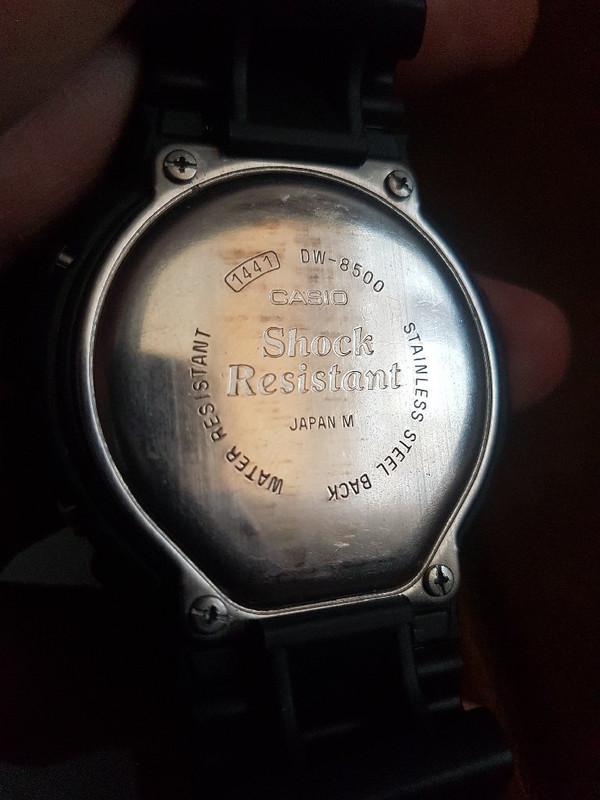 1441 DW-8500
CASIO
Shock
Resistant
JAPAN M
WATER RESISTANT
STAINLESS STEEL BACK